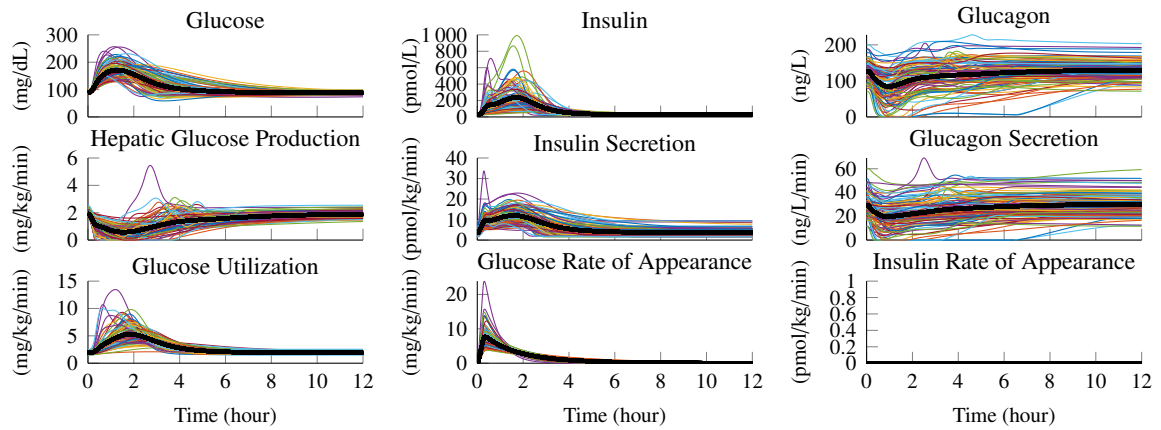 Glucose
(mg/dL)
300
200
100
0
Insulin
(pmol/L)
1 000
800
600
400
200
0
Glucagon
(ng/L)
200
100
0
Hepatic Glucose Production
(mg/kg/min)
6
4
2
0
Insulin Secretion
(pmol/kg/min)
40
30
20
10
0
Glucagon Secretion
(ng/L/min)
60
40
20
0
Glucose Utilization
(mg/kg/min)
15
10
5
0
0 2 4 6 8 10 12
Time (hour)
Glucose Rate of Appearance
(mg/kg/min)
20
10
0
0 2 4 6 8 10 12
Time (hour)
Insulin Rate of Appearance
(pmol/kg/min)
1
0.8
0.6
0.4
0.2
0
0 2 4 6 8 10 12
Time (hour)